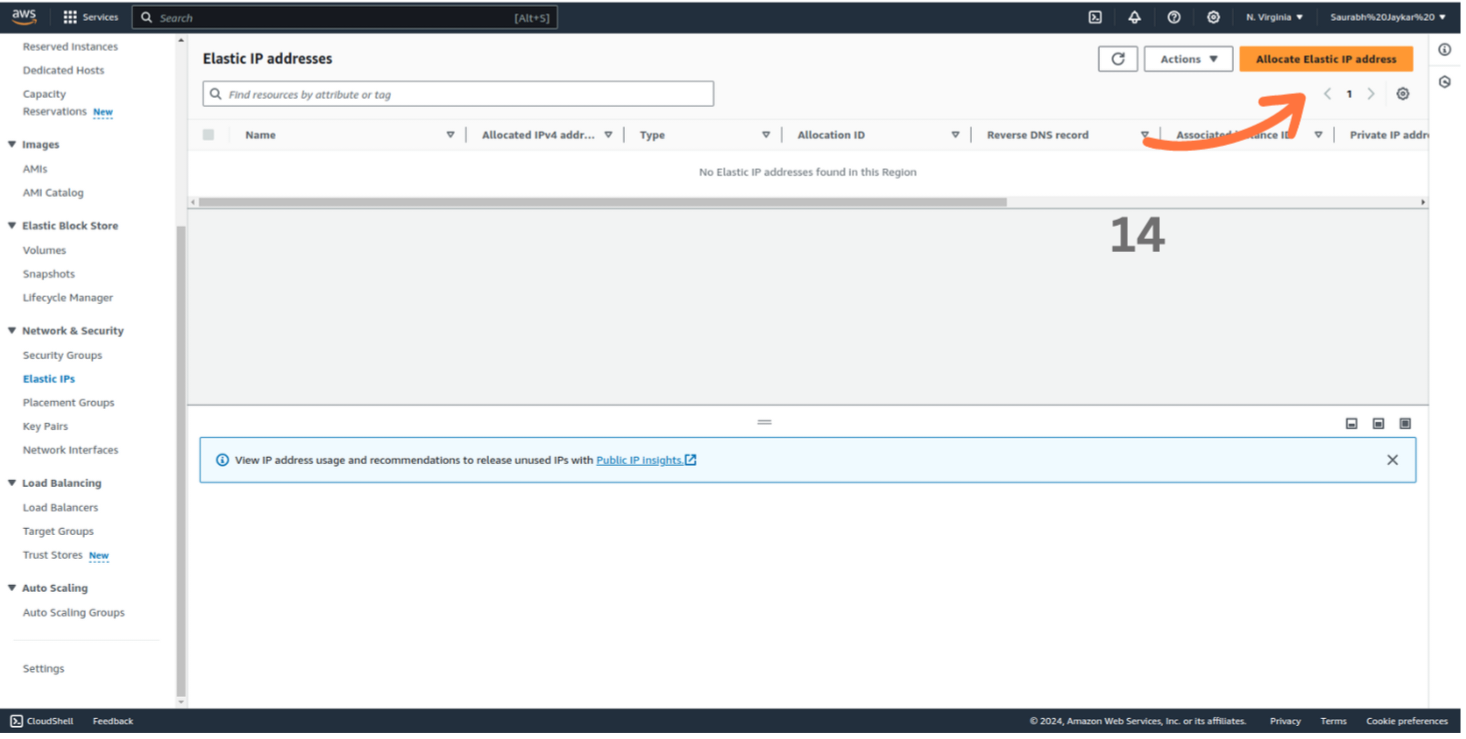 aws
Services
Search
[Alt+S]
N. Virginia
Saurabh%20Jaykar%20
Reserved Instances
Dedicated Hosts
Capacity
Reservations New
Images
AMIs
AMI Catalog
Elastic Block Store
Volumes
Snapshots
Lifecycle Manager
Network & Security
Security Groups
Elastic IPs
Placement Groups
Key Pairs
Network Interfaces
Load Balancing
Load Balancers
Target Groups
Trust Stores New
Auto Scaling
Auto Scaling Groups
Settings
Elastic IP addresses
Actions
Allocate Elastic IP address
Find resources by attribute or tag
1
Name
Allocated IPv4 addr...
Type
Allocation ID
Reverse DNS record
Associated
ID
Private IP addr
No Elastic IP addresses found in this Region
14
View IP address usage and recommendations to release unused IPs with Public IP insights.
CloudShell
Feedback
© 2024, Amazon Web Services, Inc. or its affiliates.
Privacy
Terms
Cookie preferences